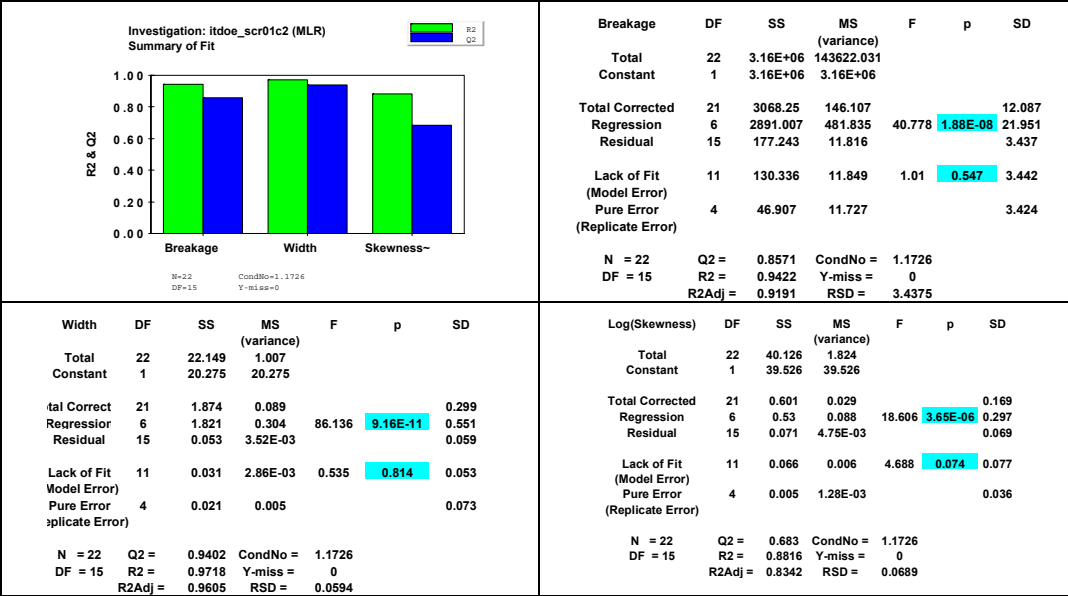 Investigation: itdoe_scr01c2 (MLR)
Summary of Fit
R2
Q2
1.00
0.80
0.60
0.40
0.20
0.00
R2 & Q2
Breakage Width Skewness~
N=22 CondNo=1.1726
DF=15 Y-miss=0
Breakage DF SS MS F p SD
(variance)
Total 22 3.16E+06 143622.031
Constant 1 3.16E+06 3.16E+06
Total Corrected 21 3068.25 146.107 12.087
Regression 6 2891.007 481.835 40.778 1.88E-08 21.951
Residual 15 177.243 11.816 3.437
Lack of Fit 11 130.336 11.849 1.01 0.547 3.442
(Model Error)
Pure Error 4 46.907 11.727 3.424
(Replicate Error)
N = 22 Q2 = 0.8571 CondNo = 1.1726
DF = 15 R2 = 0.9422 Y-miss = 0
R2Adj = 0.9191 RSD = 3.4375
Width DF SS MS F p SD
(variance)
Total 22 22.149 1.007
Constant 1 20.275 20.275
tal Correct 21 1.874 0.089 0.299
Regression 6 1.821 0.304 86.136 9.16E-11 0.551
Residual 15 0.053 3.52E-03 0.059
Lack of Fit 11 0.031 2.86E-03 0.535 0.814 0.053
Model Error)
Pure Error 4 0.021 0.005 0.073
eplicate Error)
N = 22 Q2 = 0.9402 CondNo = 1.1726
DF = 15 R2 = 0.9718 Y-miss = 0
R2Adj = 0.9605 RSD = 0.0594
Log(Skewness) DF SS MS F p SD
(variance)
Total 22 40.126 1.824
Constant 1 39.526 39.526
Total Corrected 21 0.601 0.029 0.169
Regression 6 0.53 0.088 18.606 3.65E-06 0.297
Residual 15 0.071 4.75E-03 0.069
Lack of Fit 11 0.066 0.006 4.688 0.074 0.077
(Model Error)
Pure Error 4 0.005 1.28E-03 0.036
(Replicate Error)
N = 22 Q2 = 0.683 CondNo = 1.1726
DF = 15 R2 = 0.8816 Y-miss = 0
R2Adj = 0.8342 RSD = 0.0689